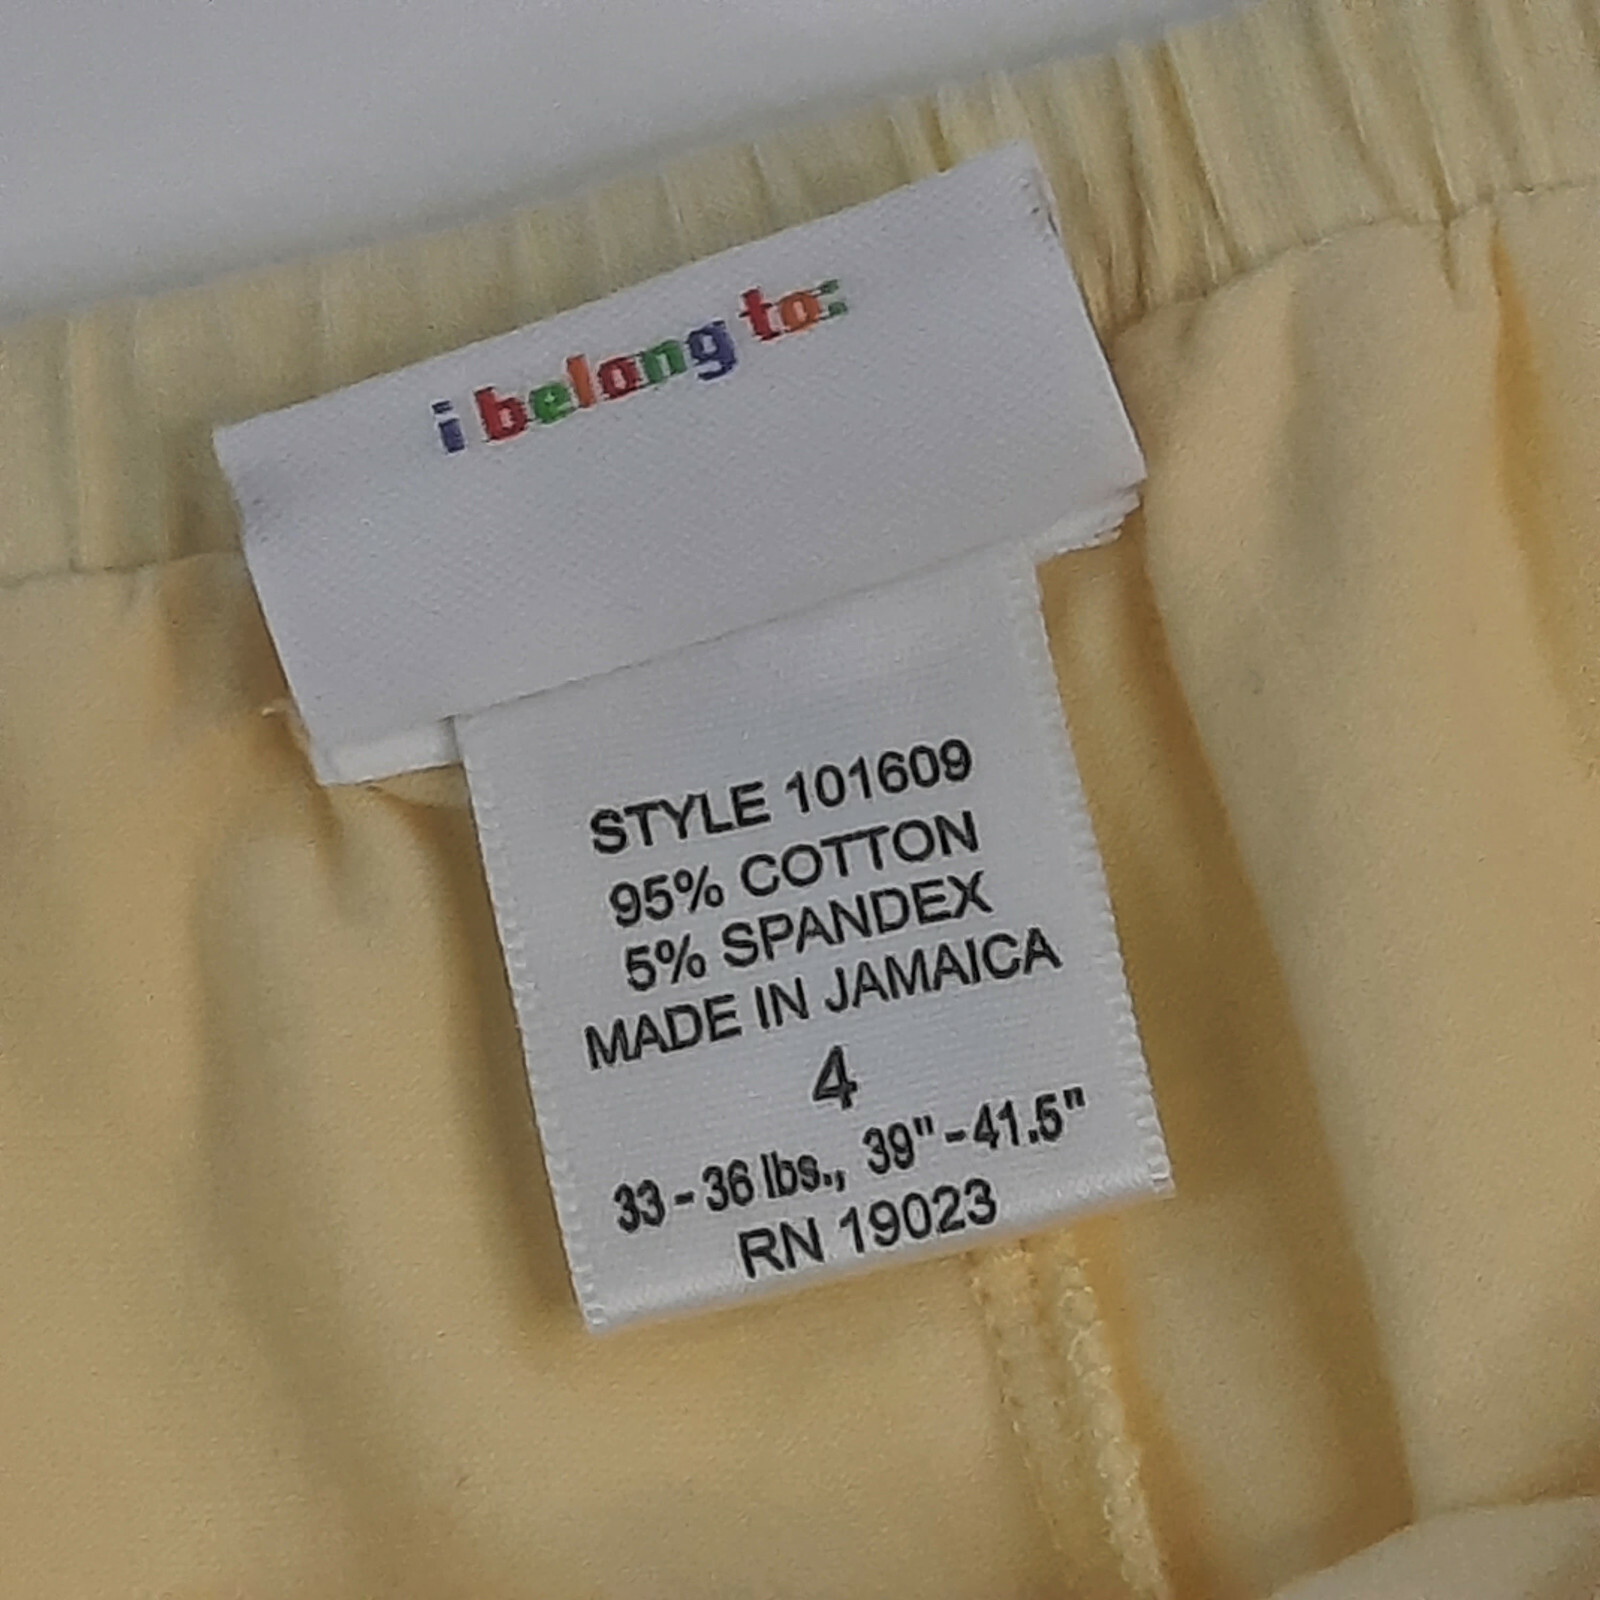 i belong to:
STYLE 101609
95% COTTON
5% SPANDEX
MADE IN JAMAICA
4
33 - 36 lbs., 39" - 41.5"
RN 19023